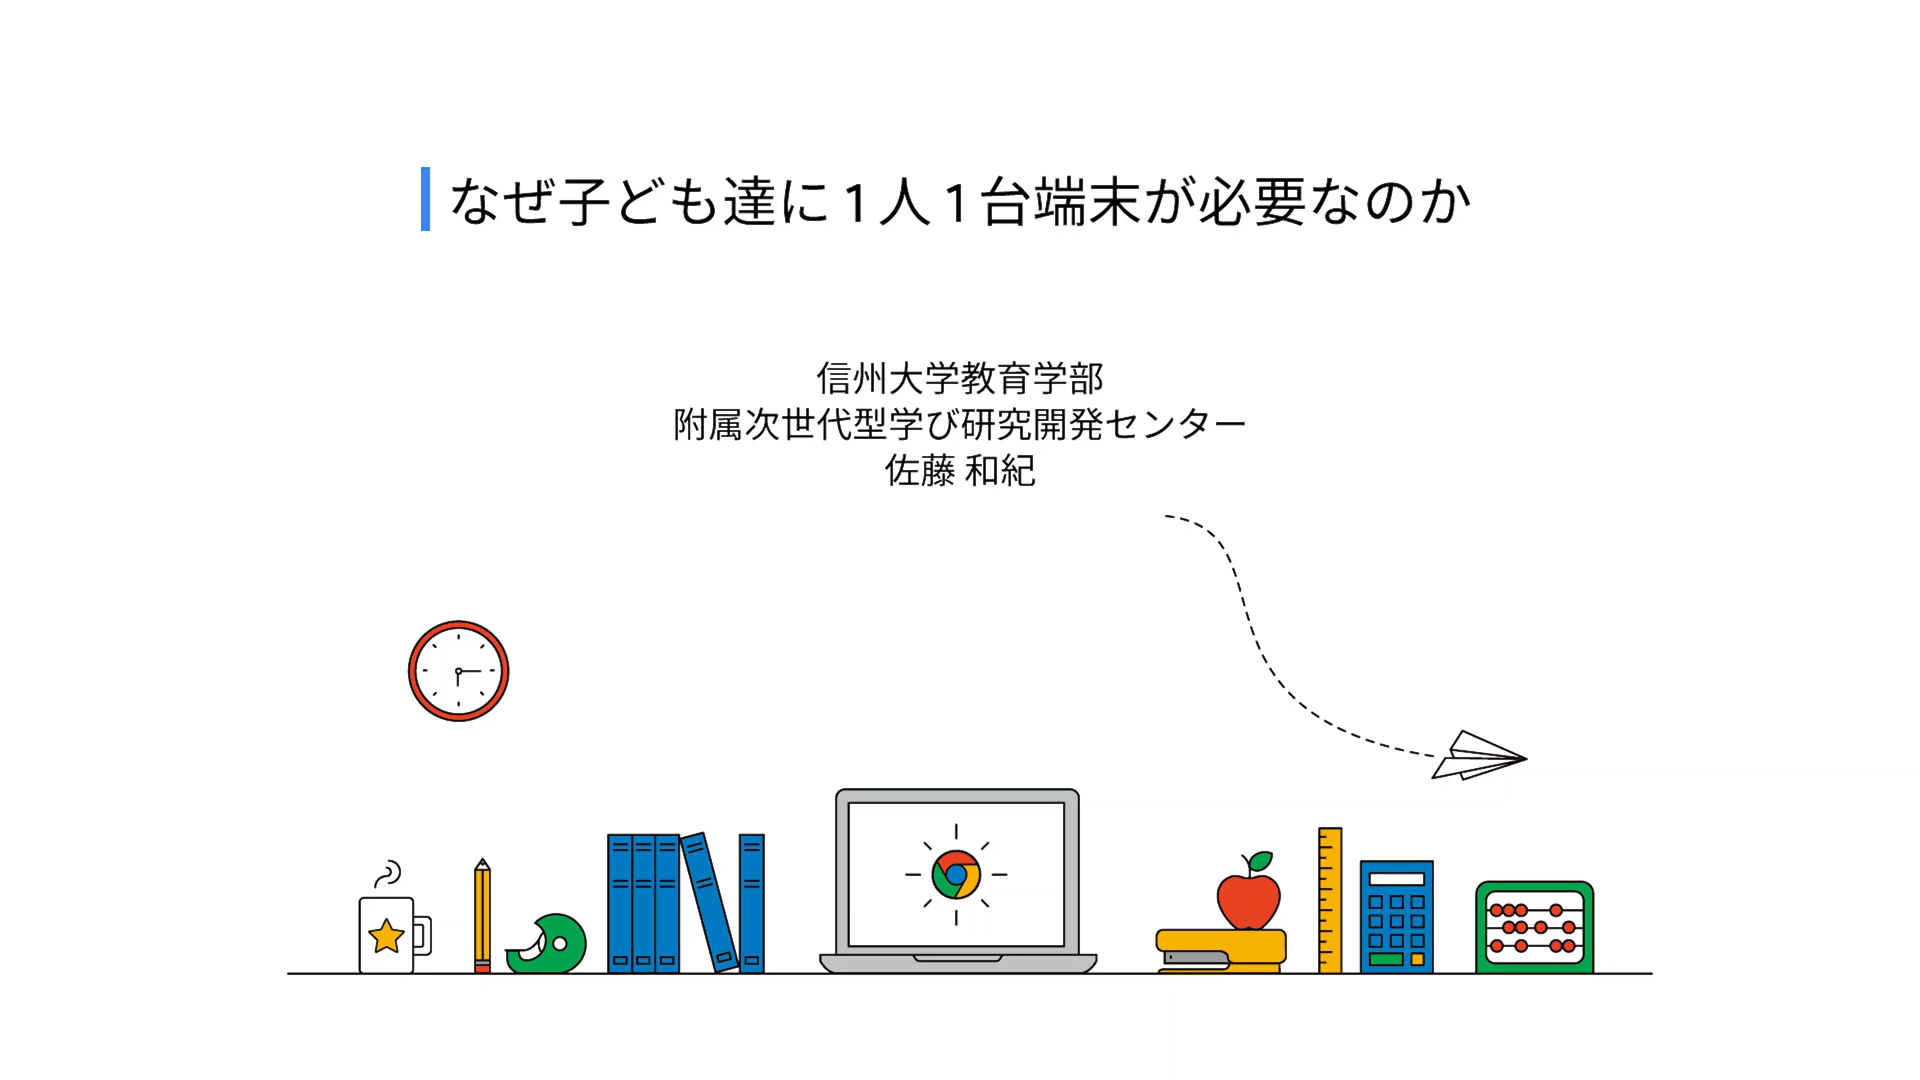 なぜ子ども達に1人1台端末が必要なのか
信州大学教育学部
附属次世代型学び研究開発センター
佐藤 和紀